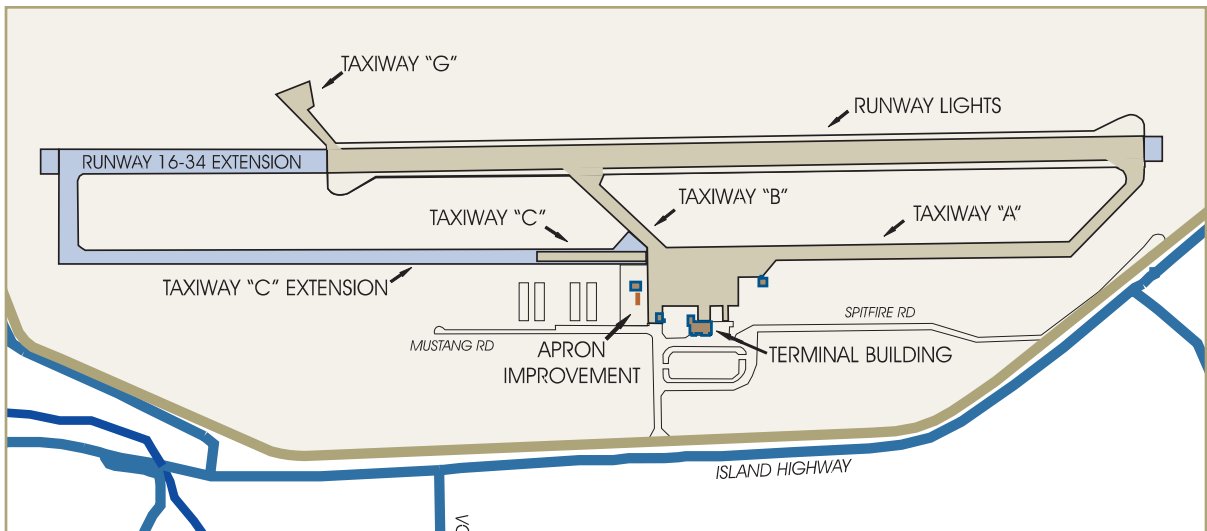 TAXIWAY “G”
RUNWAY LIGHTS
RUNWAY 16-34 EXTENSION
TAXIWAY “B”
TAXIWAY “C”
TAXIWAY “A”
TAXIWAY “C” EXTENSION
SPITFIRE RD
MUSTANG RD
APRON
IMPROVEMENT
TERMINAL BUILDING
ISLAND HIGHWAY